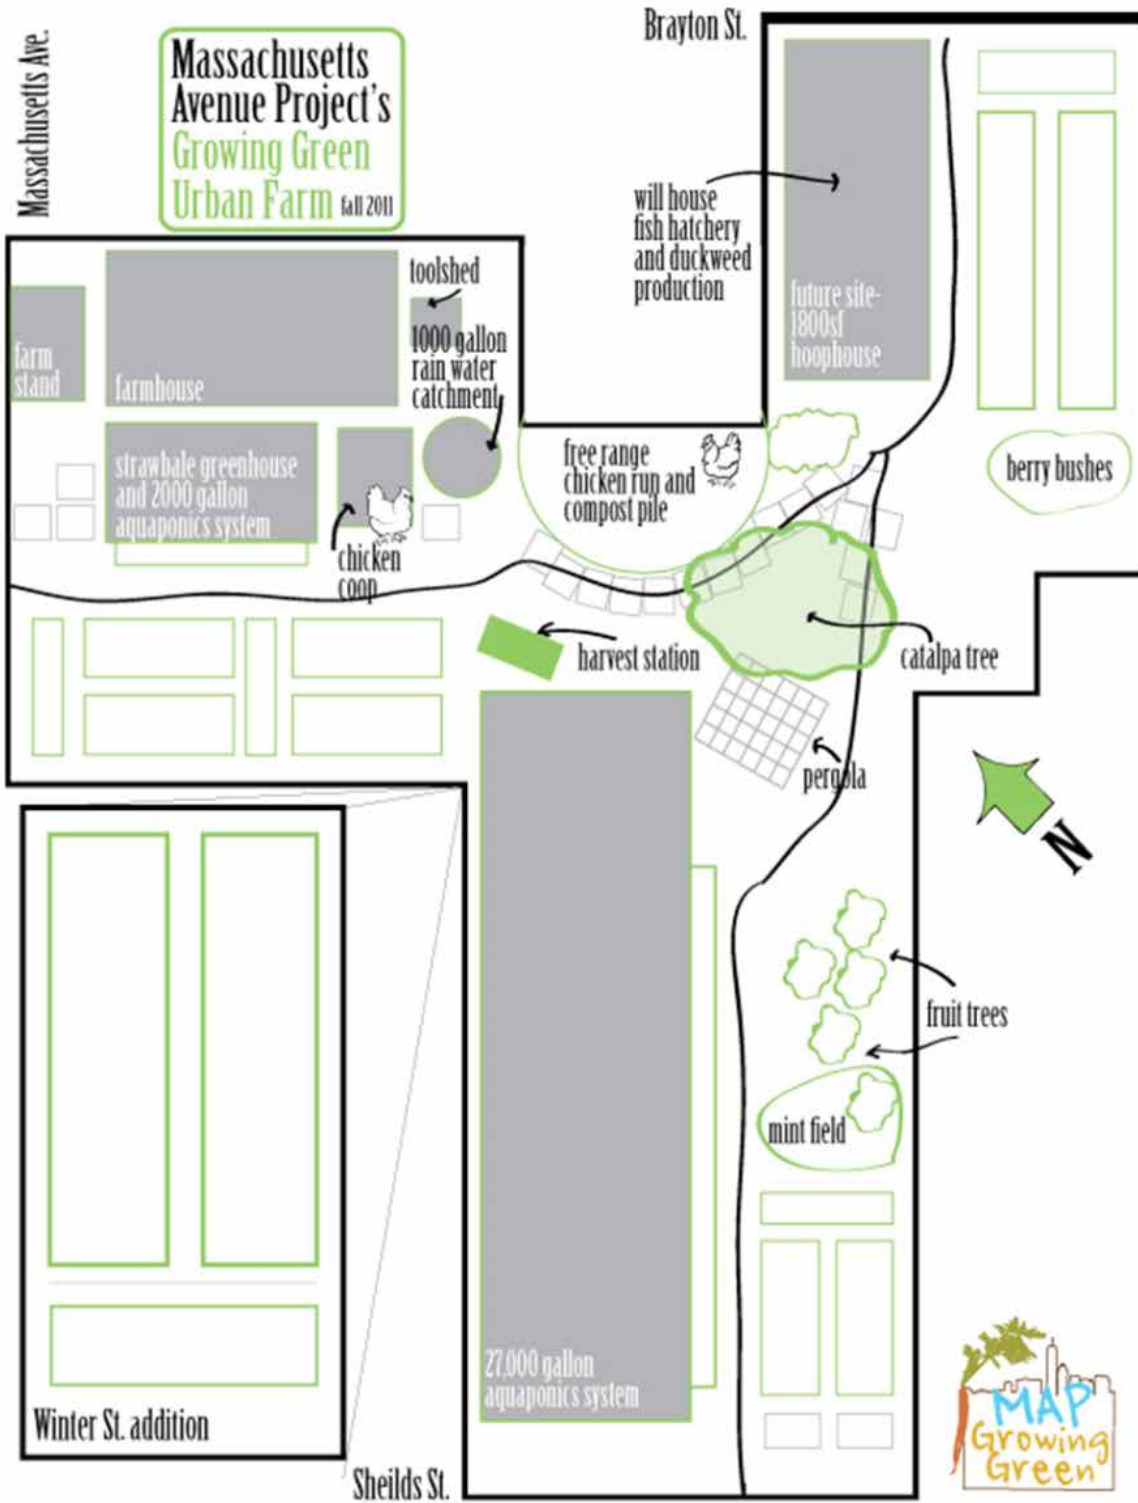 Massachusetts Ave.
Massachusetts
Avenue Project's
Growing Green
Urban Farm fall 2011
Brayton St.
will house
fish hatchery
and duckweed
production
future site-
1800sf
hoophouse
toolshed
1000 gallon
rain water
catchment
farm
stand
farmhouse
strawbale greenhouse
and 2000 gallon
aquaponics system
chicken
coop
free range
chicken run and
compost pile
berry bushes
harvest station
catalpa tree
pergola
N
fruit trees
mint field
27,000 gallon
aquaponics system
Winter St. addition
Sheilds St.
MAP
Growing
Green